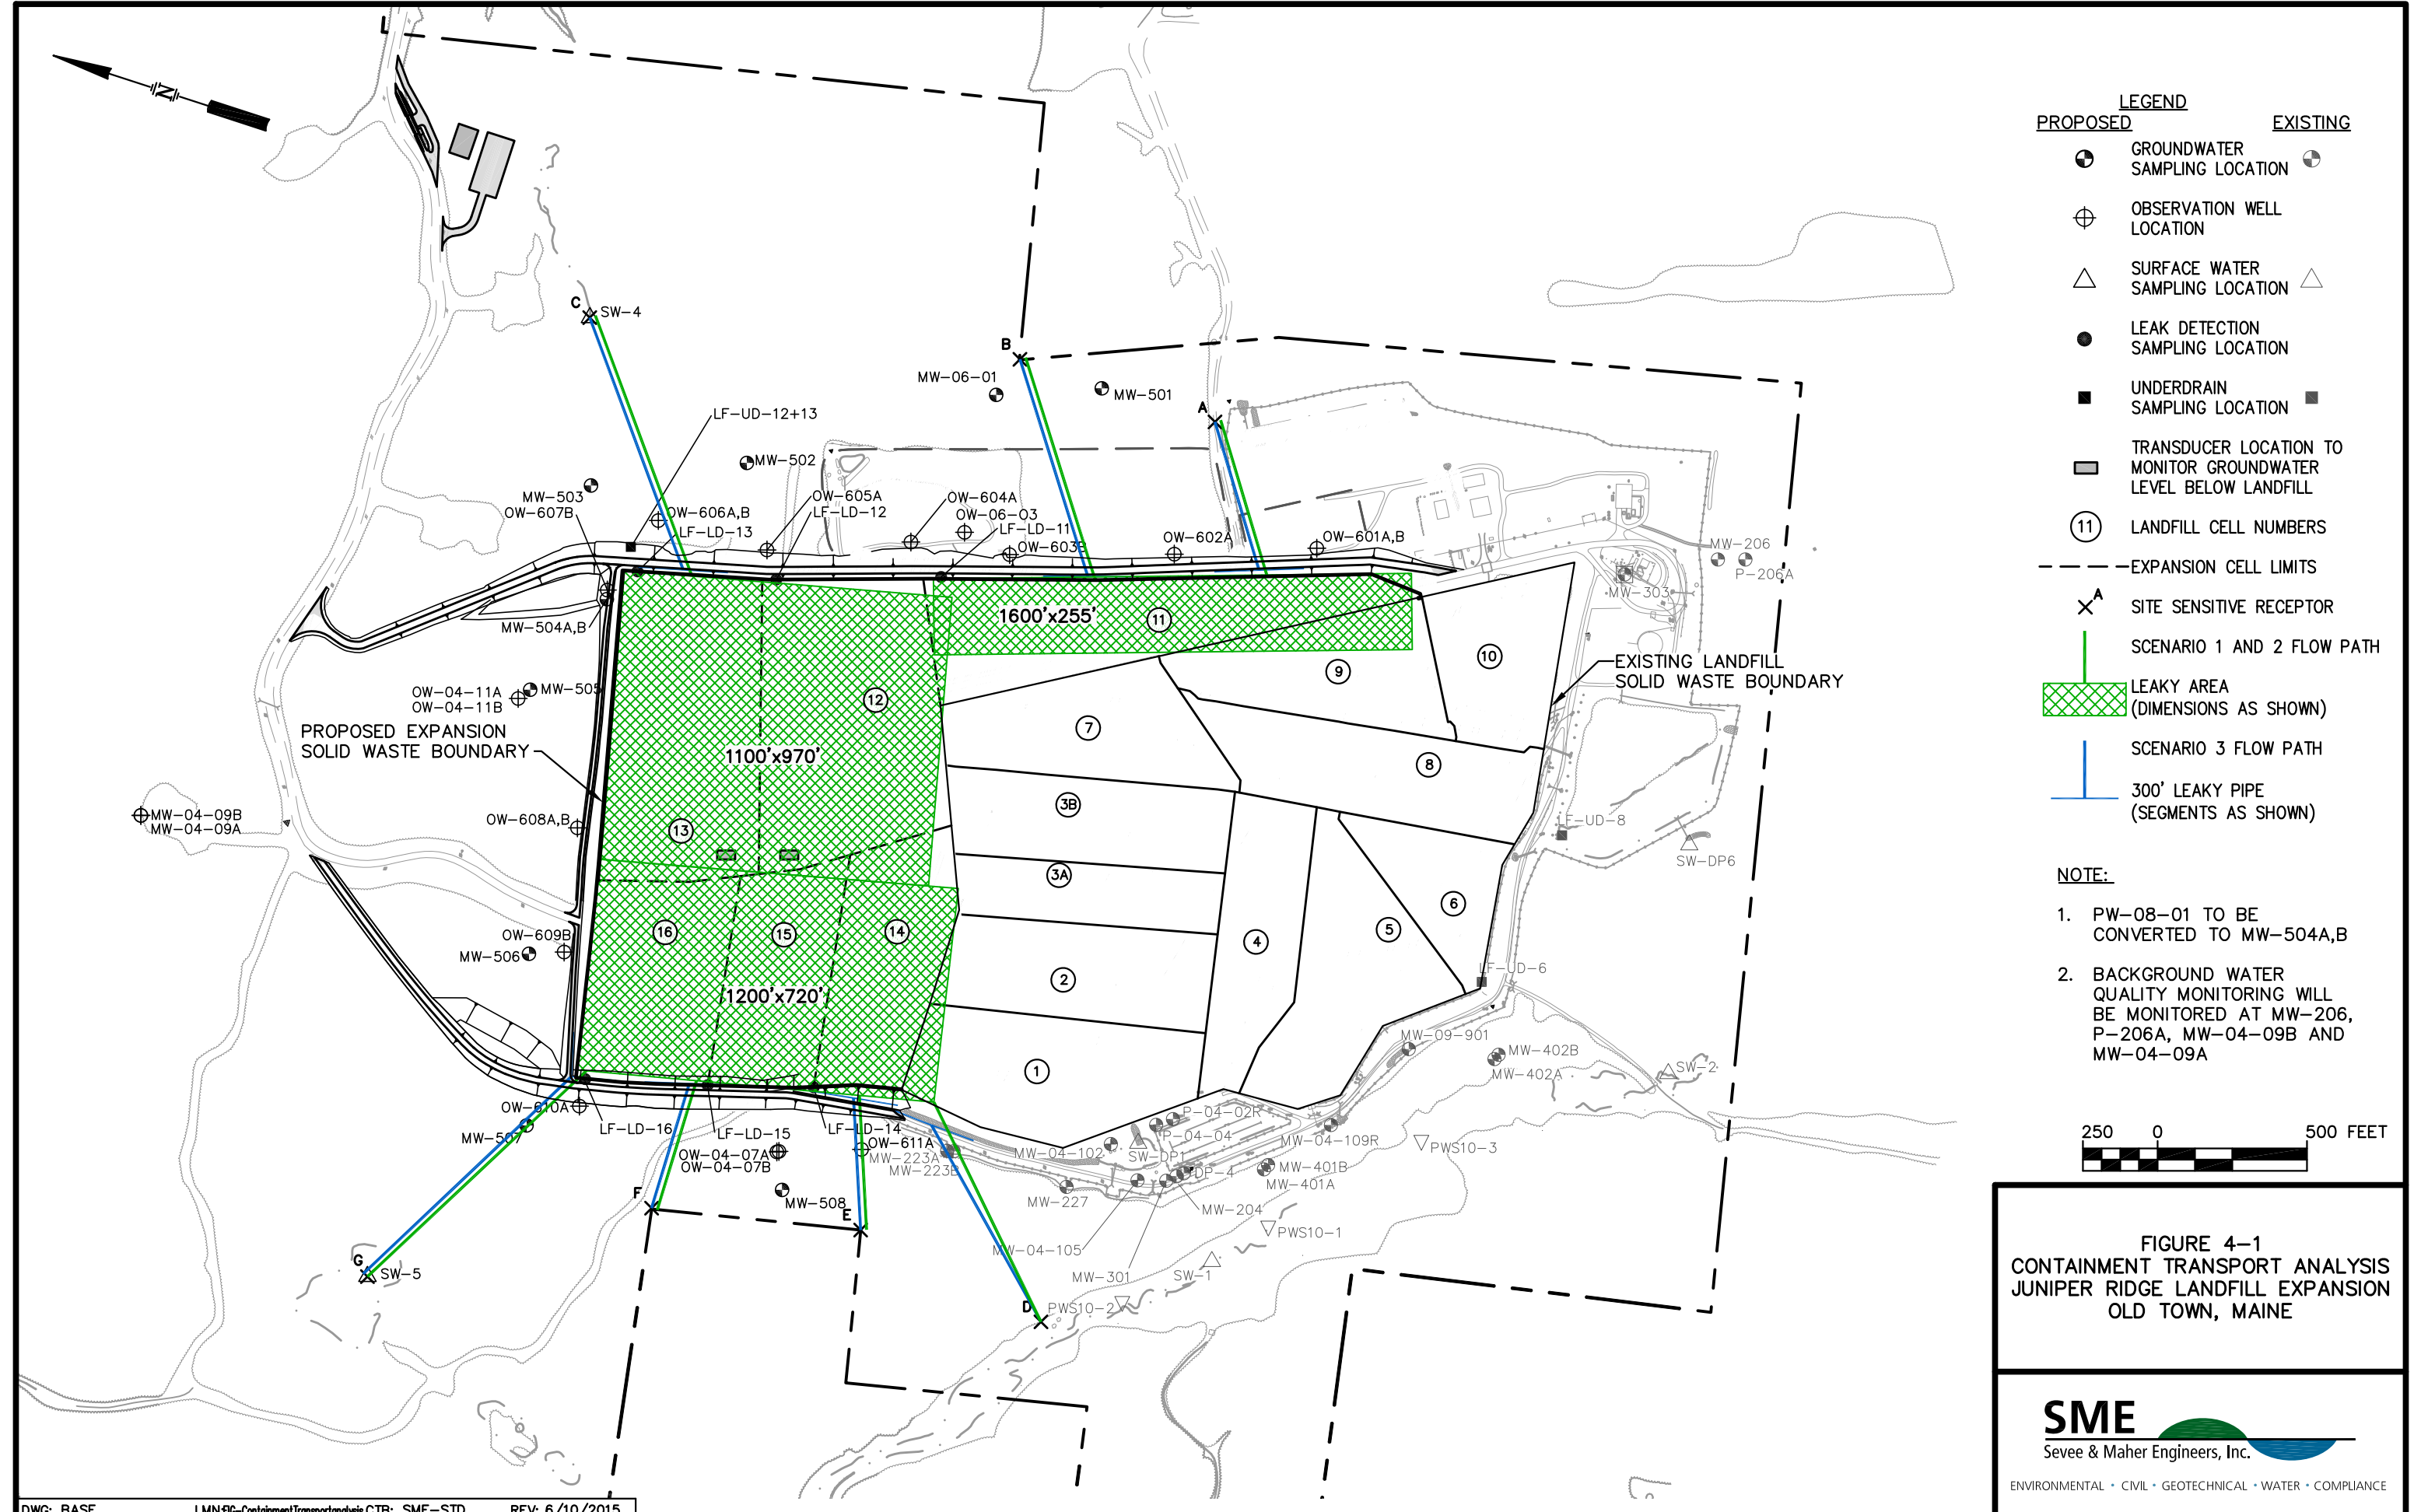 N
LEGEND
PROPOSED EXISTING
GROUNDWATER
SAMPLING LOCATION
OBSERVATION WELL
LOCATION
SURFACE WATER
SAMPLING LOCATION
LEAK DETECTION
SAMPLING LOCATION
UNDERDRAIN
SAMPLING LOCATION
TRANSDUCER LOCATION TO
MONITOR GROUNDWATER
LEVEL BELOW LANDFILL
11 LANDFILL CELL NUMBERS
EXPANSION CELL LIMITS
A SITE SENSITIVE RECEPTOR
SCENARIO 1 AND 2 FLOW PATH
LEAKY AREA
(DIMENSIONS AS SHOWN)
SCENARIO 3 FLOW PATH
300' LEAKY PIPE
(SEGMENTS AS SHOWN)
NOTE:
1. PW-08-01 TO BE
CONVERTED TO MW-504A,B
2. BACKGROUND WATER
QUALITY MONITORING WILL
BE MONITORED AT MW-206,
P-206A, MW-04-09B AND
MW-04-09A
250 0 500 FEET
FIGURE 4-1
CONTAINMENT TRANSPORT ANALYSIS
JUNIPER RIDGE LANDFILL EXPANSION
OLD TOWN, MAINE
SME
Sevee & Maher Engineers, Inc.
ENVIRONMENTAL • CIVIL • GEOTECHNICAL • WATER • COMPLIANCE
C
SW-4
B
MW-06-01
MW-501
A
LF-UD-12+13
MW-502
MW-503
OW-607B
OW-606A,B
LF-LD-13
OW-605A
LF-LD-12
OW-604A
OW-06-03
LF-LD-11
OW-603B
OW-602A
OW-601A,B
MW-206
P-206A
MW-303
MW-504A,B
1600'x255'
11
10
9
EXISTING LANDFILL
SOLID WASTE BOUNDARY
OW-04-11A
OW-04-11B
MW-505
12
7
PROPOSED EXPANSION
SOLID WASTE BOUNDARY
1100'x970'
8
3B
MW-04-09B
MW-04-09A
OW-608A,B
13
LF-UD-8
SW-DP6
3A
6
16
15
14
5
4
OW-609B
MW-506
2
LF-UD-6
1200'x720'
MW-09-901
MW-402B
MW-402A
SW-2
1
OW-610A
MW-507
LF-LD-16
LF-LD-15
LF-LD-14
OW-611A
OW-04-07A
OW-04-07B
MW-223A
MW-223B
P-04-02R
P-04-04
MW-04-102
SW-DP1
MW-04-109R
PWS10-3
DP-4
MW-401B
MW-401A
MW-227
MW-204
MW-508
F
E
PWS10-1
MW-04-105
MW-301
SW-1
G
SW-5
D
PWS10-2
DWG: BASE LMN:FIG-ContainmentTransportanalysis CTB: SME-STD REV: 6/10/2015